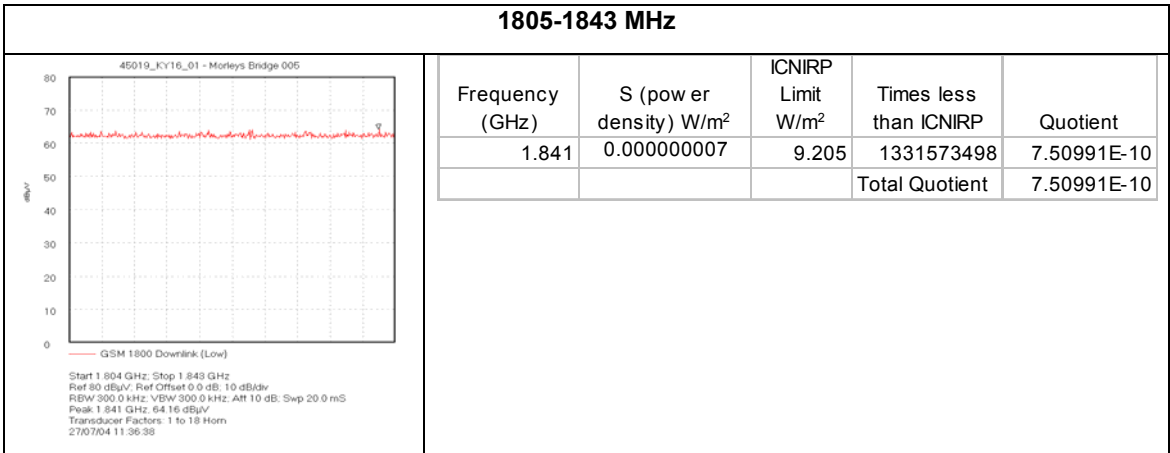 1805-1843 MHz
45019_KY16_01 - Morleys Bridge 005
80
70
60
50
40
30
20
10
0
dBµV
GSM 1800 Downlink (Low)
Start 1.804 GHz; Stop 1.843 GHz
Ref 80 dBµV; Ref Offset 0.0 dB; 10 dB/div
RBW 300.0 kHz; VBW 300.0 kHz; Att 10 dB; Swp 20.0 mS
Peak 1.841 GHz, 64.16 dBµV
Transducer Factors: 1 to 18 Horn
27/07/04 11:36:38
Frequency (GHz) S (pow er density) W/m² ICNIRP Limit W/m² Times less than ICNIRP Quotient
1.841 0.000000007 9.205 1331573498 7.50991E-10
Total Quotient 7.50991E-10